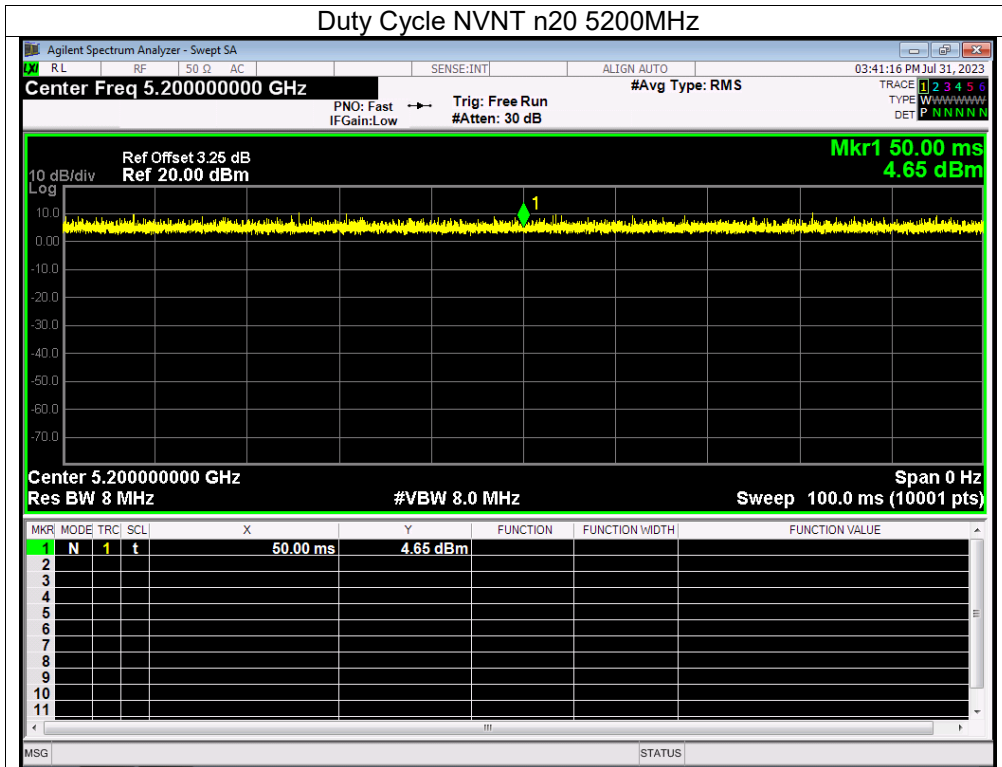 Duty Cycle NVNT n20 5200MHz
Agilent Spectrum Analyzer - Swept SA
LXI RL RF 50 Ω AC SENSE:INT ALIGN AUTO 03:41:16 PM Jul 31, 2023
Center Freq 5.200000000 GHz #Avg Type: RMS TRACE 1 2 3 4 5 6
PNO: Fast Trig: Free Run TYPE WWWWWW
IFGain:Low #Atten: 30 dB DET P N N N N N
Ref Offset 3.25 dB Mkr1 50.00 ms
10 dB/div Ref 20.00 dBm 4.65 dBm
Log
10.0
1
0.00
-10.0
-20.0
-30.0
-40.0
-50.0
-60.0
-70.0
Center 5.200000000 GHz Span 0 Hz
Res BW 8 MHz #VBW 8.0 MHz Sweep 100.0 ms (10001 pts)
MKR MODE TRC SCL X Y FUNCTION FUNCTION WIDTH FUNCTION VALUE
1 N 1 t 50.00 ms 4.65 dBm
2
3
4
5
6
7
8
9
10
11
MSG STATUS